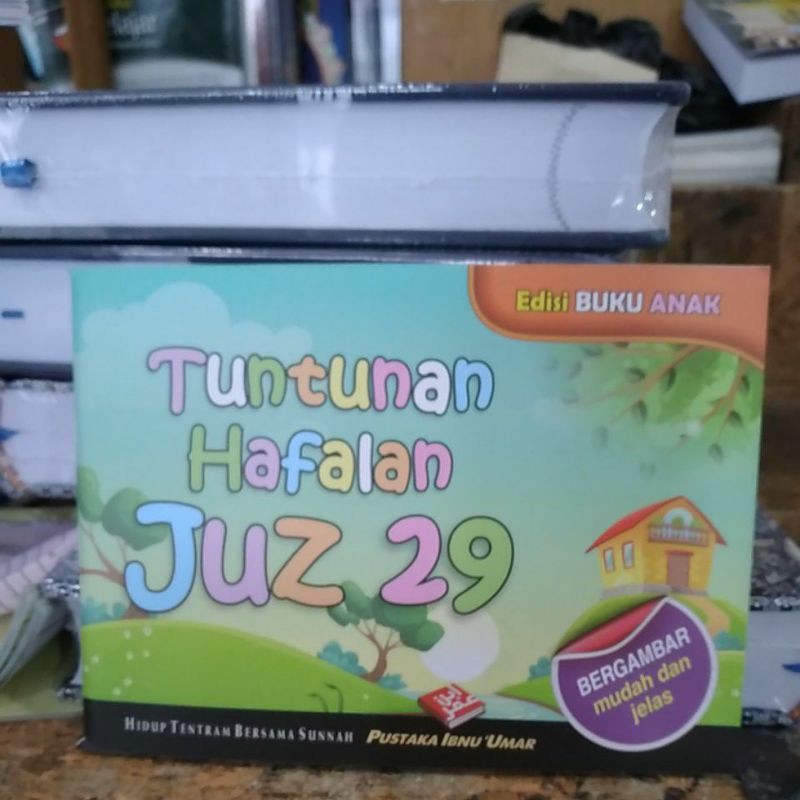 Edisi BUKU ANAK
Tuntunan
Hafalan
Juz 29
BERGAMBAR
mudah dan
jelas
HIDUP TENTRAM BERSAMA SUNNAH PUSTAKA IBNU 'UMAR